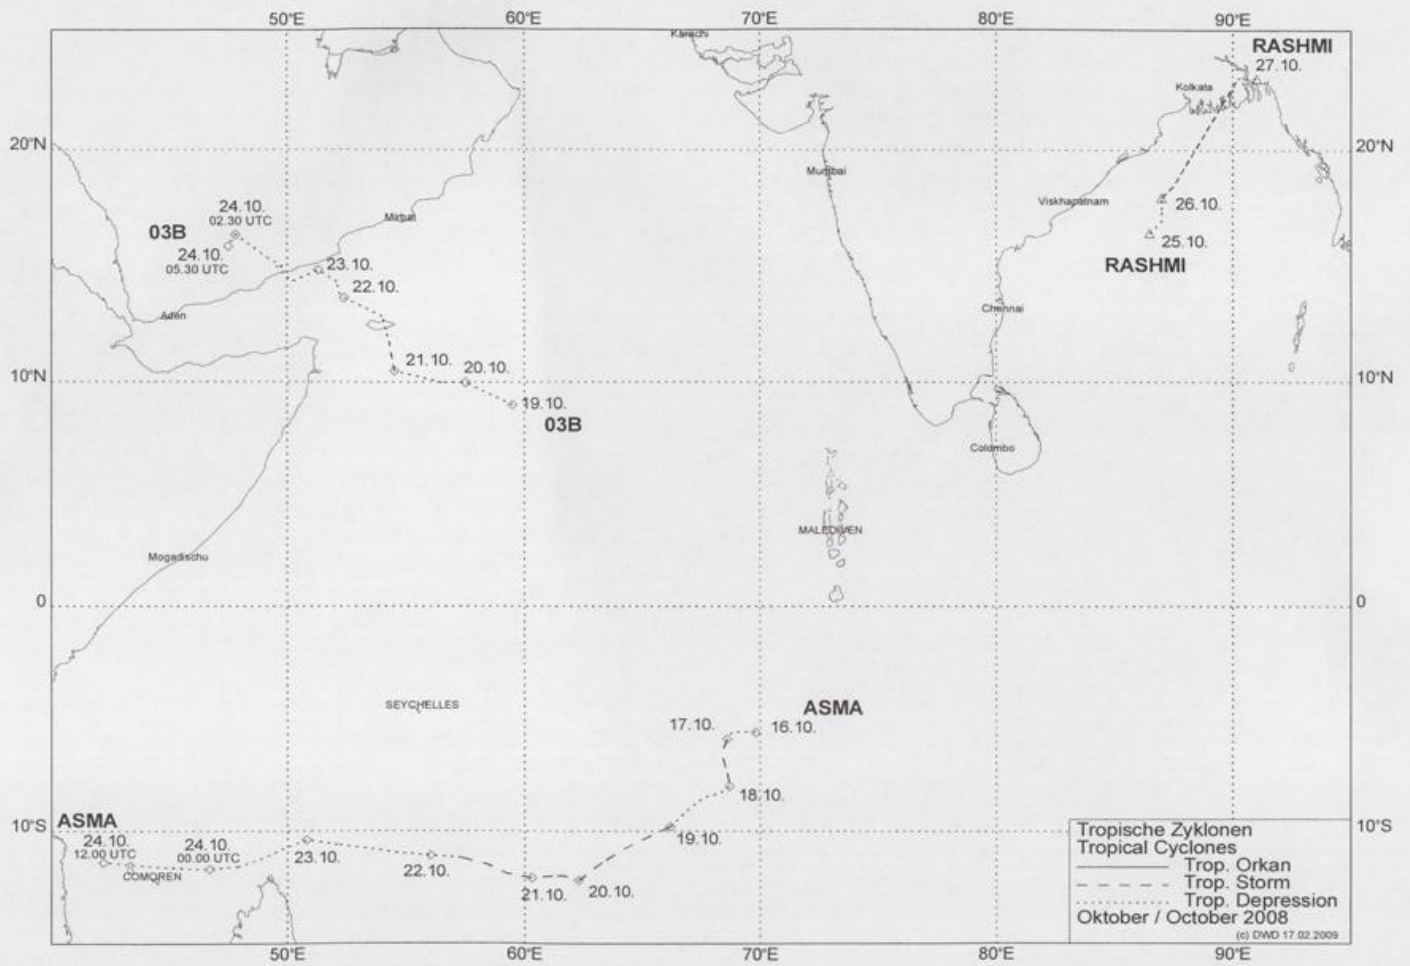 50°E 60°E 70°E 80°E 90°E
Karachi
RASHMI
27.10.
Kolkata
20°N 20°N
Mumbai
Viskhapatnam
26.10.
25.10.
RASHMI
24.10.
02.30 UTC
03B
24.10.
05.30 UTC
Mirbat
23.10.
22.10.
Aden
Chennai
21.10.
20.10.
10°N 10°N
19.10.
03B
Colombo
MALEDIVEN
Mogadischu
0 0
SEYCHELLES
ASMA
17.10.
16.10.
18.10.
ASMA
10°S 10°S
19.10.
24.10.
12.00 UTC
24.10.
00.00 UTC
23.10.
22.10.
COMOREN
21.10.
20.10.
Tropische Zyklonen
Tropical Cyclones
Trop. Orkan
Trop. Storm
Trop. Depression
Oktober / October 2008
(c) DWD 17.02.2009
50°E 60°E 70°E 80°E 90°E